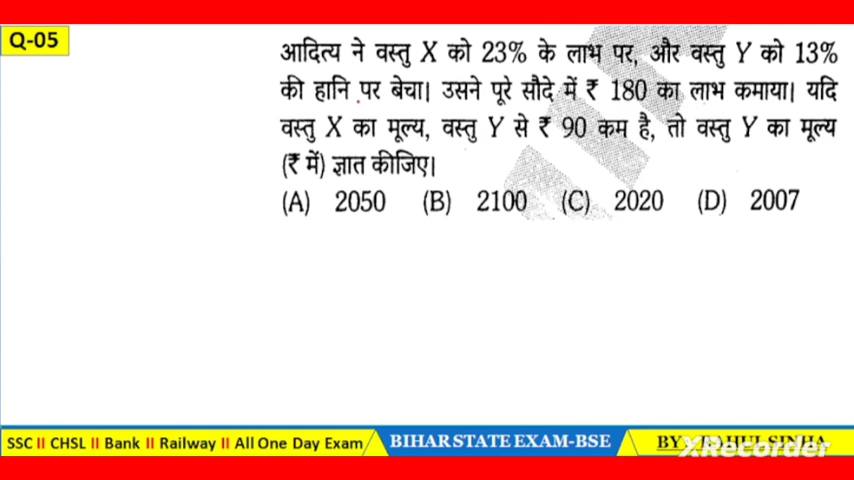 Q-05
आदित्य ने वस्तु X को 23% के लाभ पर, और वस्तु Y को 13%
की हानि पर बेचा। उसने पूरे सौदे में ₹ 180 का लाभ कमाया। यदि
वस्तु X का मूल्य, वस्तु Y से ₹ 90 कम है, तो वस्तु Y का मूल्य
(₹ में) ज्ञात कीजिए।
(A) 2050 (B) 2100 (C) 2020 (D) 2007
SSC II CHSL II Bank II Railway II All One Day Exam BIHAR STATE EXAM-BSE BY
XRecorder